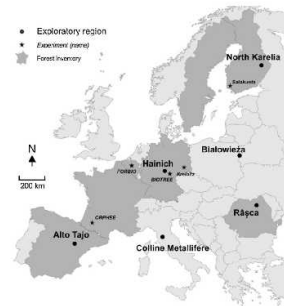 Exploratory region
Experiment (name)
Forest inventory
N
200 km
North Karelia
Satakunta
Białowieża
Hainich
FORBIO
BIOTREE
Kreinitz
Râşca
ORPHEE
Alto Tajo
Colline Metallifere